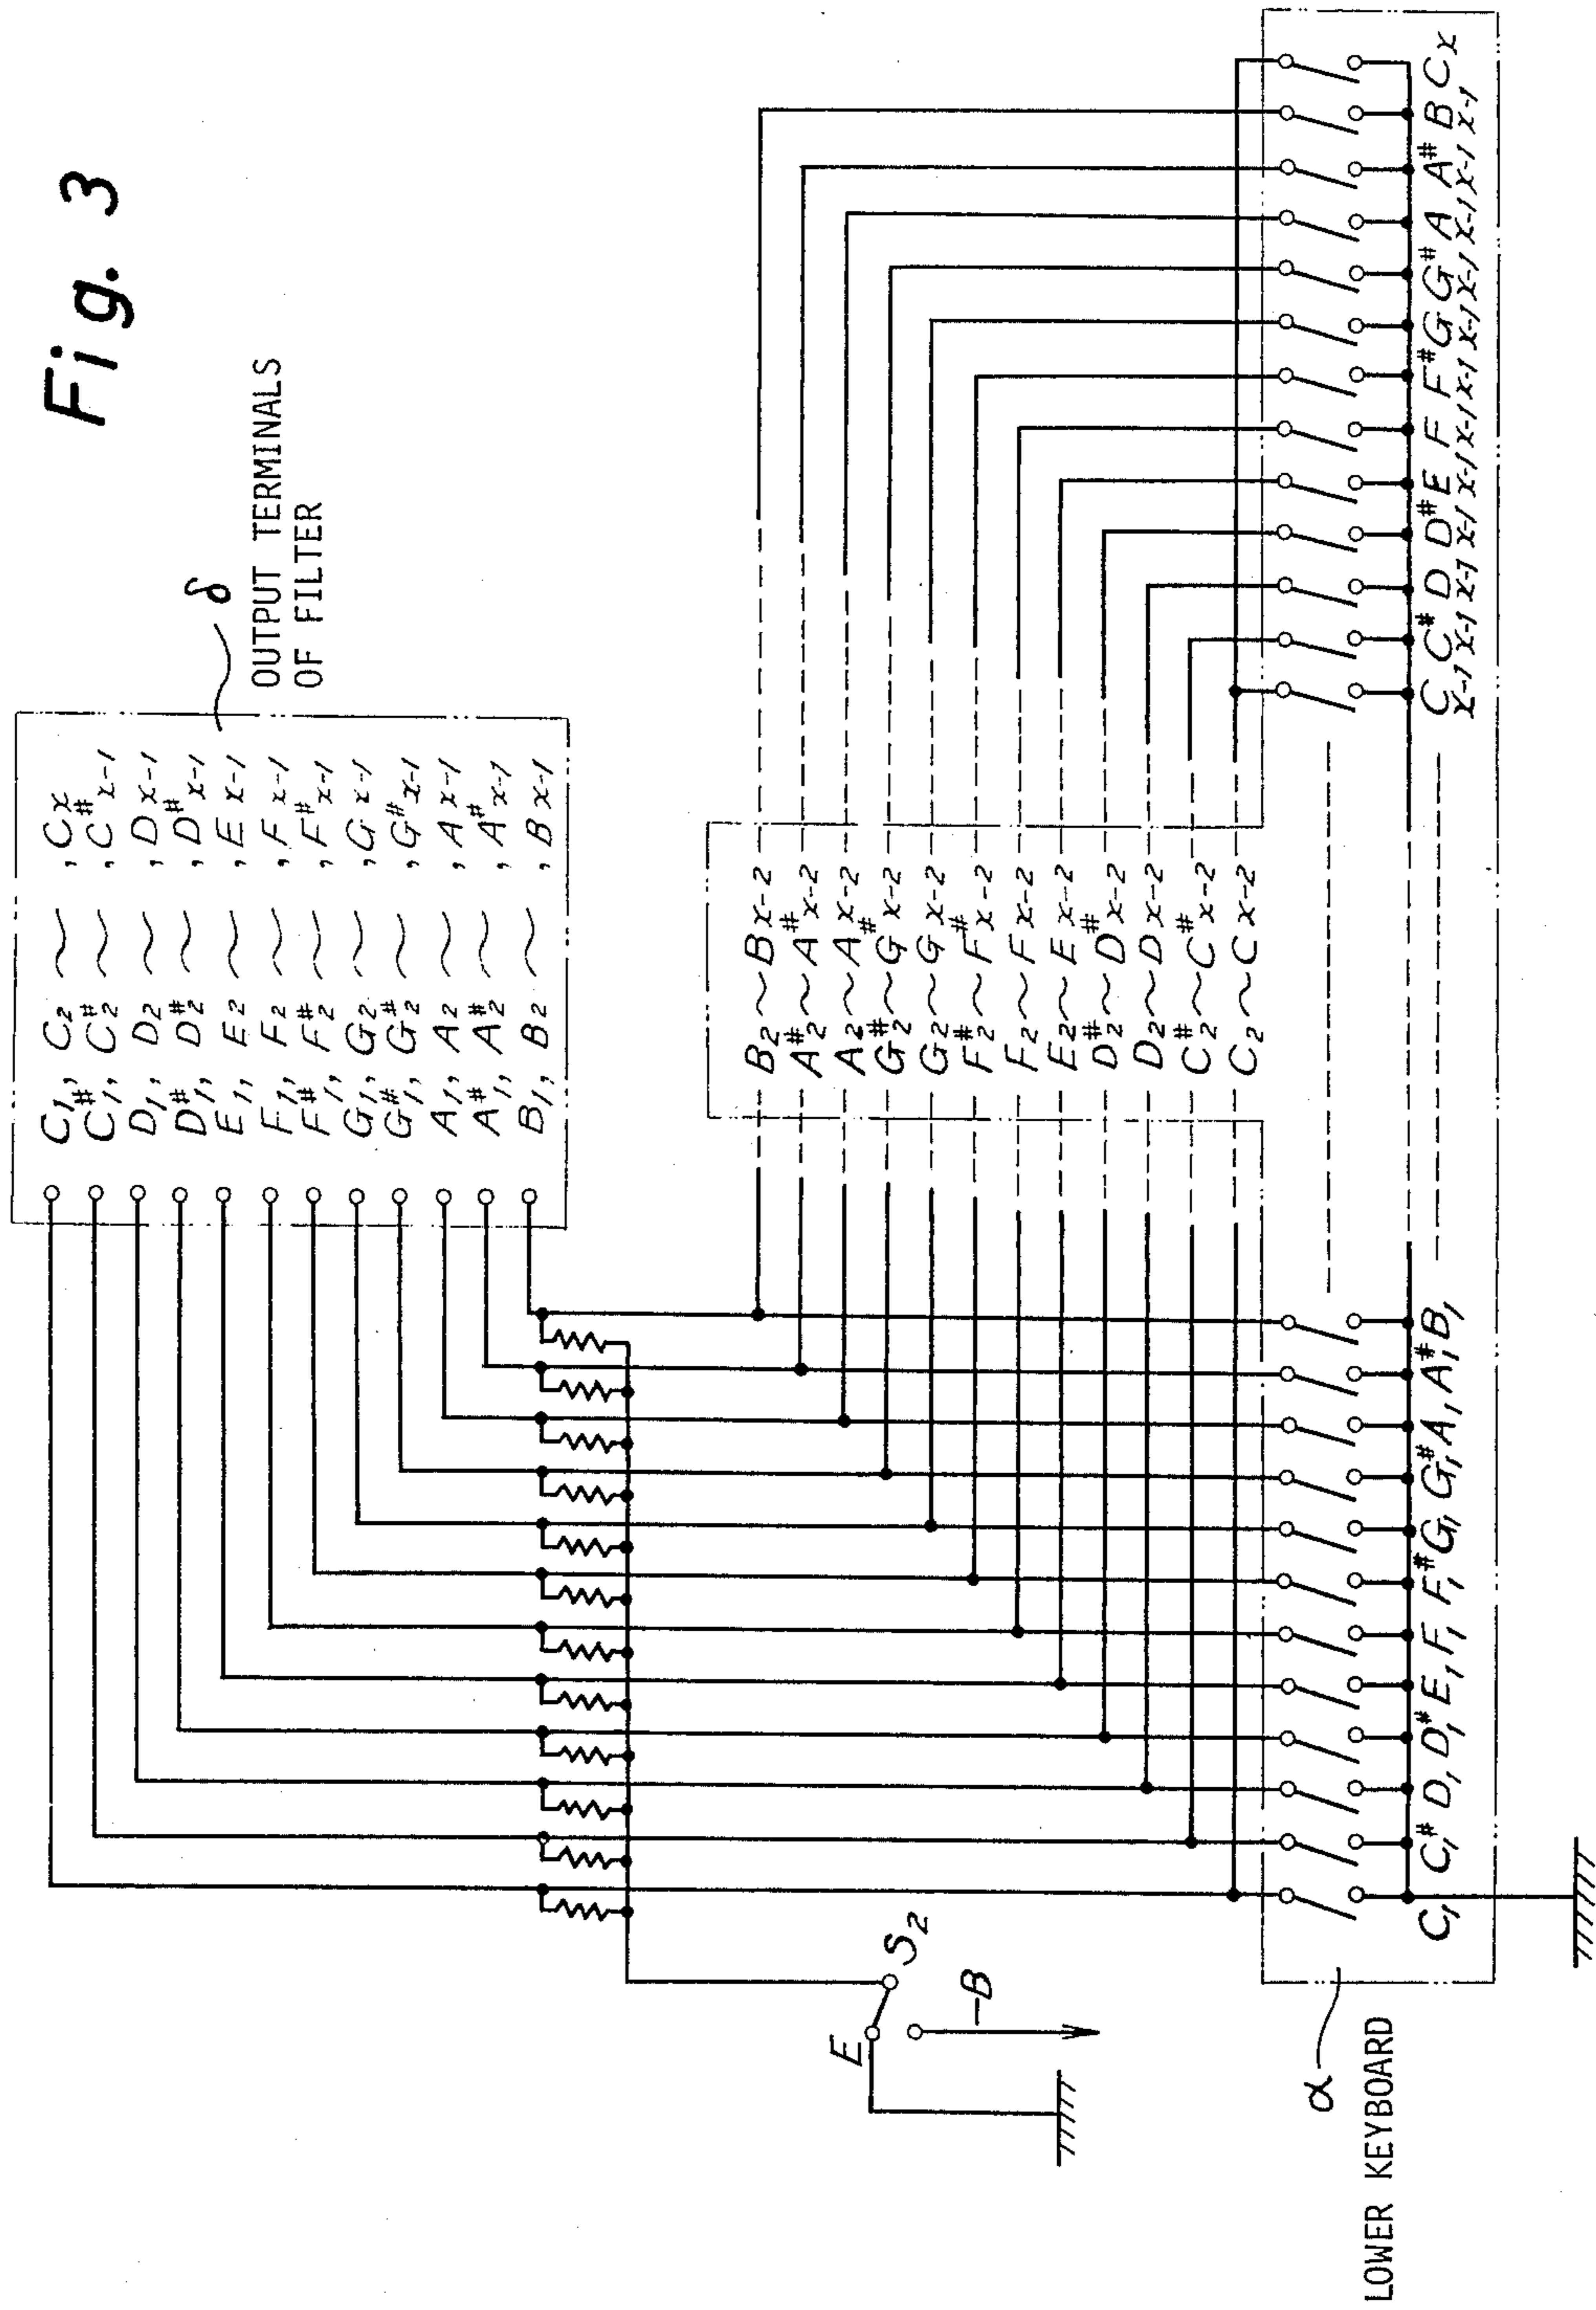 Fig. 3
δ
OUTPUT TERMINALS
OF FILTER
C1, C2 ～ , Cx
C#1, C#2 ～ , C#x-1
D1, D2 ～ , Dx-1
D#1, D#2 ～ , D#x-1
E1, E2 ～ , Ex-1
F1, F2 ～ , Fx-1
F#1, F#2 ～ , F#x-1
G1, G2 ～ , Gx-1
G#1, G#2 ～ , G#x-1
A1, A2 ～ , Ax-1
A#1, A#2 ～ , A#x-1
B1, B2 ～ , Bx-1
B2 ～ Bx-2
A#2 ～ A#x-2
A2 ～ Ax-2
G#2 ～ G#x-2
G2 ～ Gx-2
F#2 ～ F#x-2
F2 ～ Fx-2
E2 ～ Ex-2
D#2 ～ D#x-2
D2 ～ Dx-2
C#2 ～ C#x-2
C2 ～ Cx-2
E
S2
-B
α
LOWER KEYBOARD
C1 C1# D1 D1# E1 F1 F1# G1 G1# A1 A1# B1
Cx-1 C#x-1 Dx-1 D#x-1 Ex-1 Fx-1 F#x-1 Gx-1 G#x-1 Ax-1 A#x-1 Bx-1 Cx